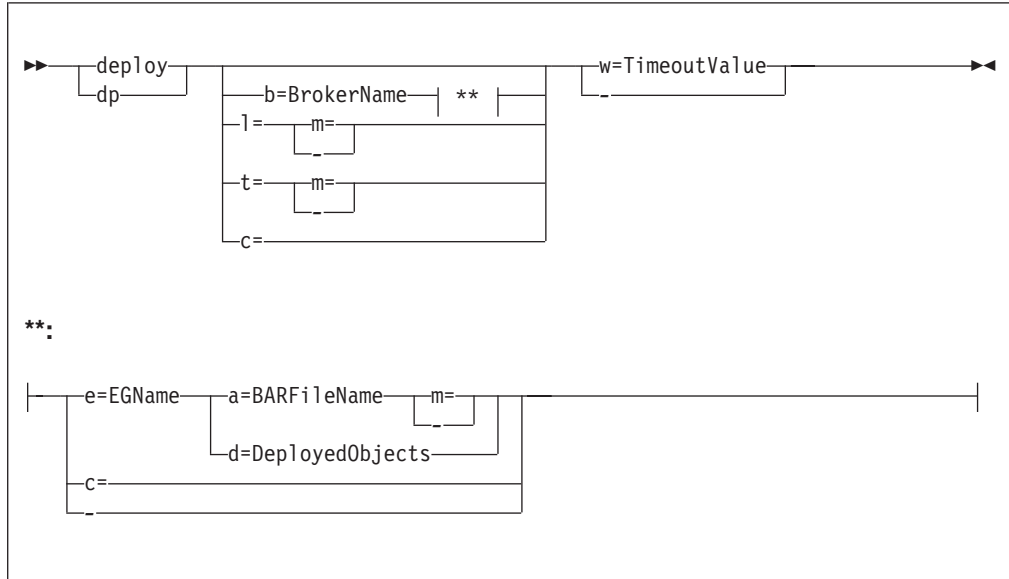 deploy
dp
b=BrokerName **
l= m=
-
t= m=
-
c=
w=TimeoutValue
-
**:
e=EGName a=BARFileName m=
-
d=DeployedObjects
c=
-